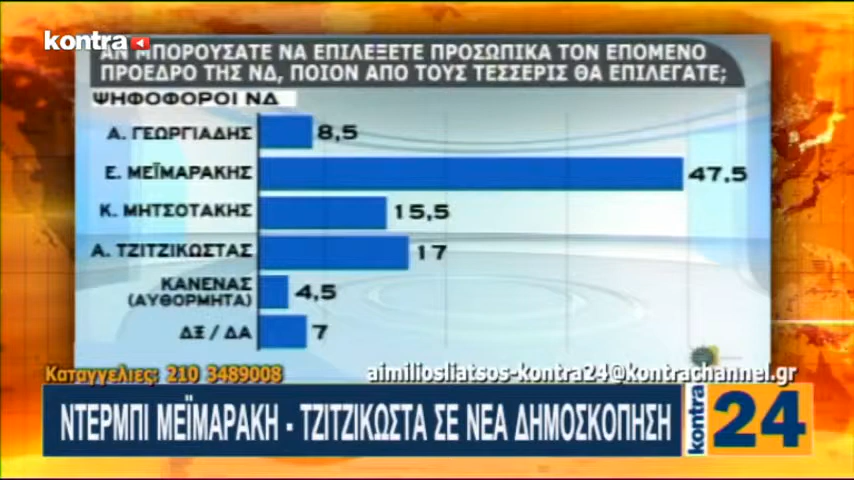 kontra
ΑΝ ΜΠΟΡΟΥΣΑΤΕ ΝΑ ΕΠΙΛΕΞΕΤΕ ΠΡΟΣΩΠΙΚΑ ΤΟΝ ΕΠΟΜΕΝΟ
ΠΡΟΕΔΡΟ ΤΗΣ ΝΔ, ΠΟΙΟΝ ΑΠΟ ΤΟΥΣ ΤΕΣΣΕΡΙΣ ΘΑ ΕΠΙΛΕΓΑΤΕ;
ΨΗΦΟΦΟΡΟΙ ΝΔ
Α. ΓΕΩΡΓΙΑΔΗΣ 8,5
Ε. ΜΕΪΜΑΡΑΚΗΣ 47,5
Κ. ΜΗΤΣΟΤΑΚΗΣ 15,5
Α. ΤΖΙΤΖΙΚΩΣΤΑΣ 17
ΚΑΝΕΝΑΣ
(ΑΥΘΟΡΜΗΤΑ) 4,5
ΔΞ / ΔΑ 7
Καταγγελιες: 210 3489008 aimiliosliatsos-kontra24@kontrachannel.gr
ΝΤΕΡΜΠΙ ΜΕΪΜΑΡΑΚΗ - ΤΖΙΤΖΙΚΩΣΤΑ ΣΕ ΝΕΑ ΔΗΜΟΣΚΟΠΗΣΗ
kontra 24